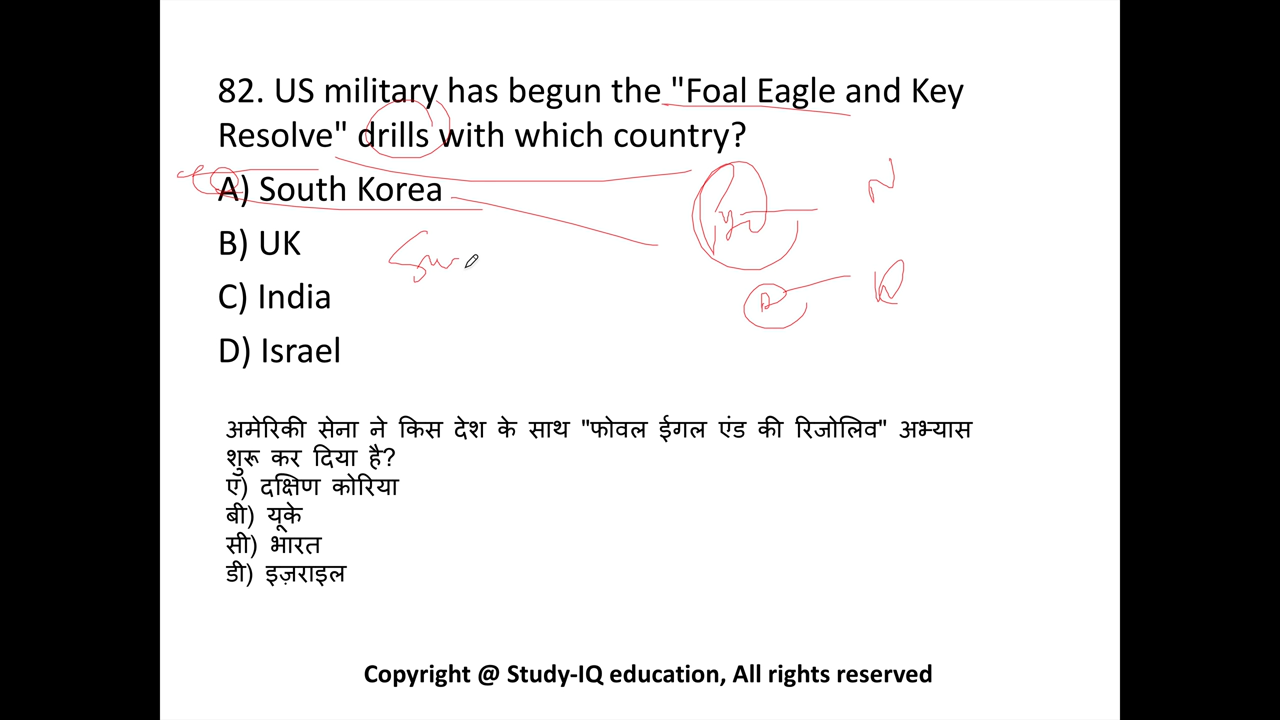 82. US military has begun the "Foal Eagle and Key
Resolve" drills with which country?
A) South Korea
B) UK
C) India
D) Israel
अमेरिकी सेना ने किस देश के साथ "फोवल ईगल एंड की रिजोलिव" अभ्यास
शुरू कर दिया है?
ए) दक्षिण कोरिया
बी) यूके
सी) भारत
डी) इज़राइल
Copyright @ Study-IQ education, All rights reserved